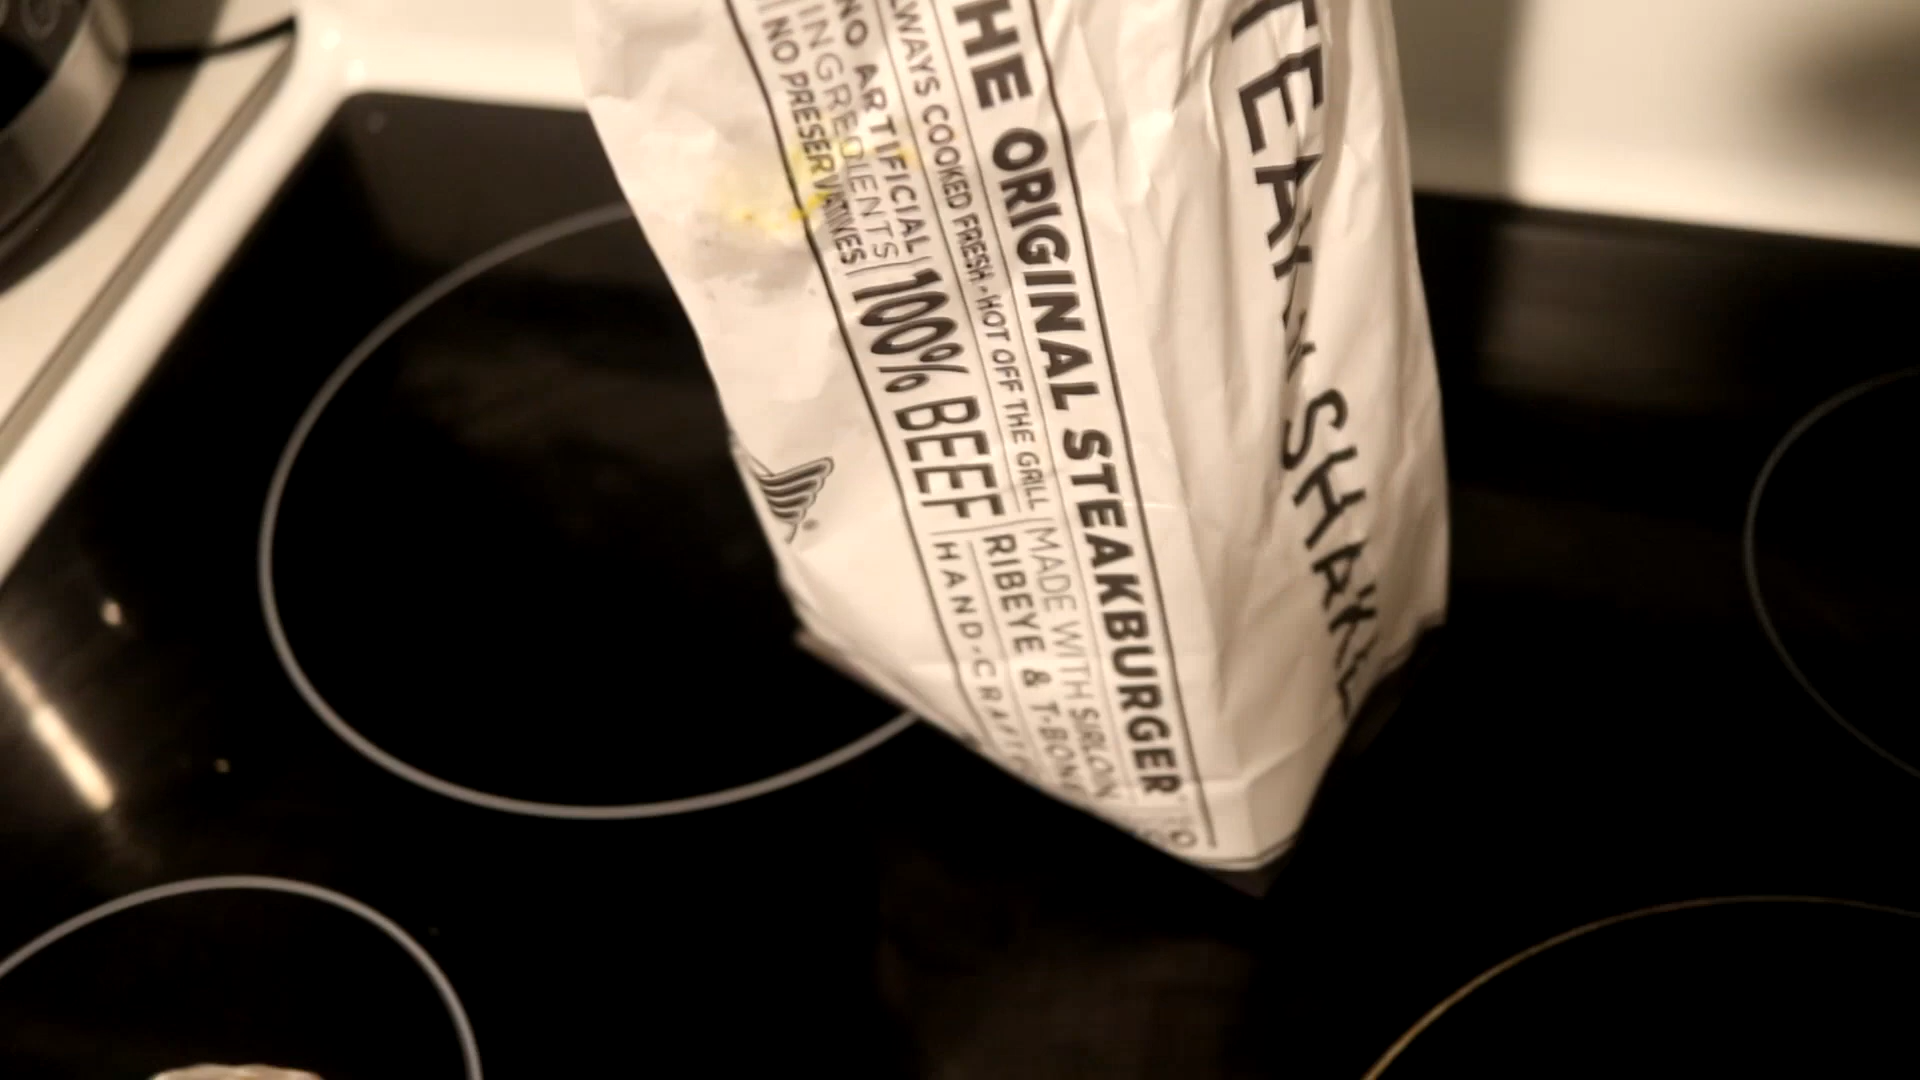 THE ORIGINAL STEAKBURGER
ALWAYS COOKED FRESH - HOT OFF THE GRILL
MADE WITH SIRLOIN
NO ARTIFICIAL
INGREDIENTS
NO PRESERVATIVES
100% BEEF
RIBEYE & T-BONE
HAND-CRAFTED